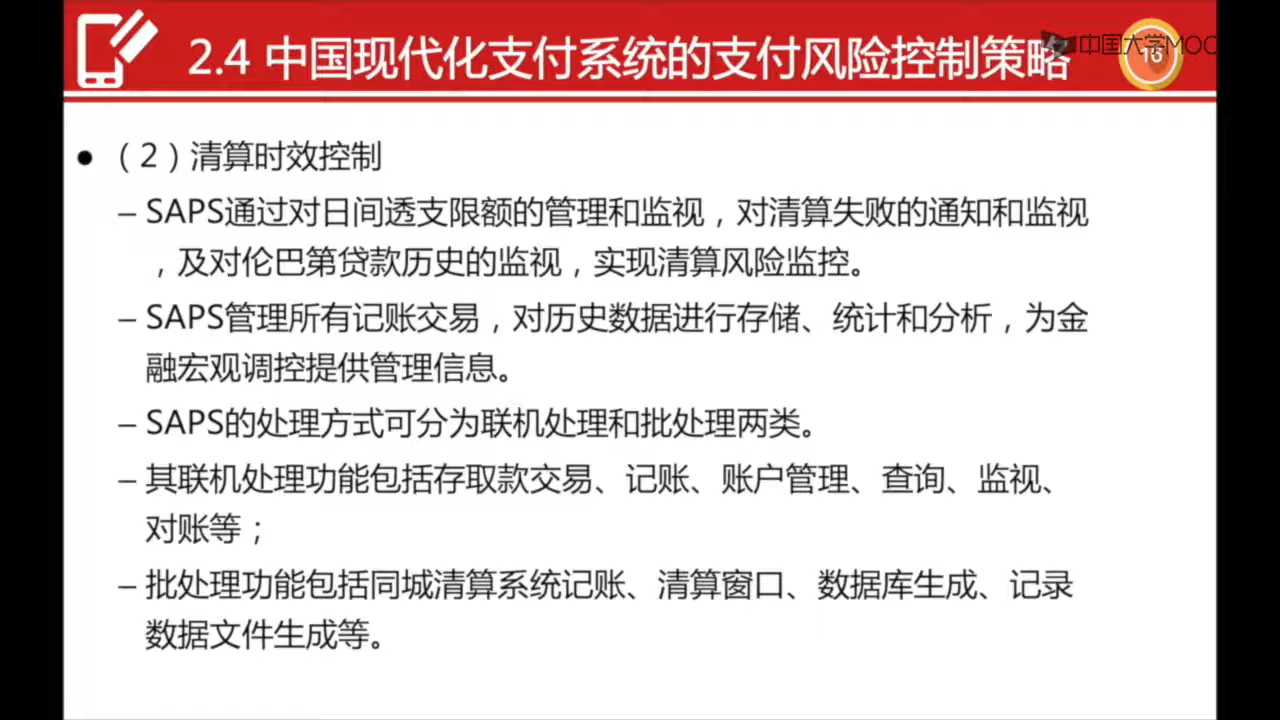 2.4 中国现代化支付系统的支付风险控制策略
中国大学MOC
16
（2）清算时效控制
– SAPS通过对日间透支限额的管理和监视，对清算失败的通知和监视
，及对伦巴第贷款历史的监视，实现清算风险监控。
– SAPS管理所有记账交易，对历史数据进行存储、统计和分析，为金
融宏观调控提供管理信息。
– SAPS的处理方式可分为联机处理和批处理两类。
– 其联机处理功能包括存取款交易、记账、账户管理、查询、监视、
对账等；
– 批处理功能包括同城清算系统记账、清算窗口、数据库生成、记录
数据文件生成等。